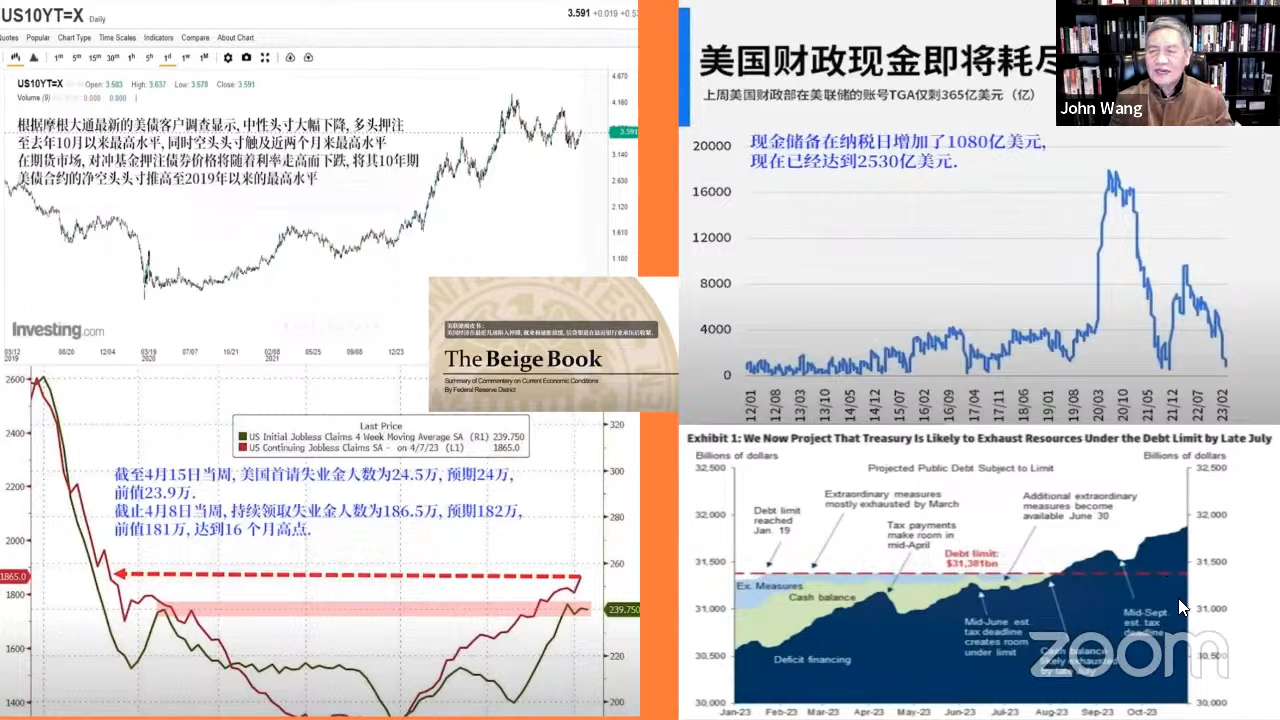 US10YT=X Daily
3.591 +0.019 +0.5
Quotes Popular Chart Type Time Scales Indicators Compare About Chart
1m 5m 15m 30m 1h 5h 1d 1w 1M
US10YT=X Open: 3.583 High: 3.637 Low: 3.578 Close: 3.591
Volume (9) 0.000 0.000
根据摩根大通最新的美债客户调查显示, 中性头寸大幅下降, 多头押注
至去年10月以来最高水平, 同时空头头寸触及近两个月来最高水平
在期货市场, 对冲基金押注债券价格将随着利率走高而下跌, 将其10年期
美债合约的净空头头寸推高至2019年以来的最高水平
4.670
4.160
3.591
3.140
2.630
2.120
1.610
1.100
Investing.com
03/12 08/20 12/04 03/19 07/07 10/21 02/08 05/25 09/08 12/23
2019 2020 2021
美联储褐皮书:
The Beige Book
Summary of Commentary on Current Economic Conditions
By Federal Reserve District
2600
2400
2200
2000
1865.0
1800
1600
1400
Last Price
US Initial Jobless Claims 4 Week Moving Average SA (R1) 239.750
US Continuing Jobless Claims SA - on 4/7/23 (L1) 1865.0
截至4月15日当周, 美国首请失业金人数为24.5万, 预期24万,
前值23.9万.
截止4月8日当周, 持续领取失业金人数为186.5万, 预期182万,
前值181万, 达到16 个月高点.
320
300
280
260
239.750
220
200
美国财政现金即将耗尽
上周美国财政部在美联储的账号TGA仅剩365亿美元（亿）
John Wang
现金储备在纳税日增加了1080亿美元,
现在已经达到2530亿美元.
20000
16000
12000
8000
4000
0
12/01 12/08 13/03 13/10 14/05 14/12 15/07 16/02 16/09 17/04 17/11 18/06 19/01 19/08 20/03 20/10 21/05 21/12 22/07 23/02
Exhibit 1: We Now Project That Treasury Is Likely to Exhaust Resources Under the Debt Limit by Late July
Billions of dollars Billions of dollars
Projected Public Debt Subject to Limit
32,500
32,000
31,500
31,000
30,500
30,000
Debt limit
reached
Jan. 19
Extraordinary measures
mostly exhausted by March
Tax payments
make room in
mid-April
Additional extraordinary
measures become
available June 30
Debt limit:
$31,381bn
Ex. Measures
Cash balance
Deficit financing
Mid-June est
tax deadline
creates room
under limit
Cash balance
likely exhausted
by late July
Mid-Sept.
est. tax
deadline
32,500
32,000
31,500
31,000
30,500
30,000
Jan-23 Feb-23 Mar-23 Apr-23 May-23 Jun-23 Jul-23 Aug-23 Sep-23 Oct-23
zoom